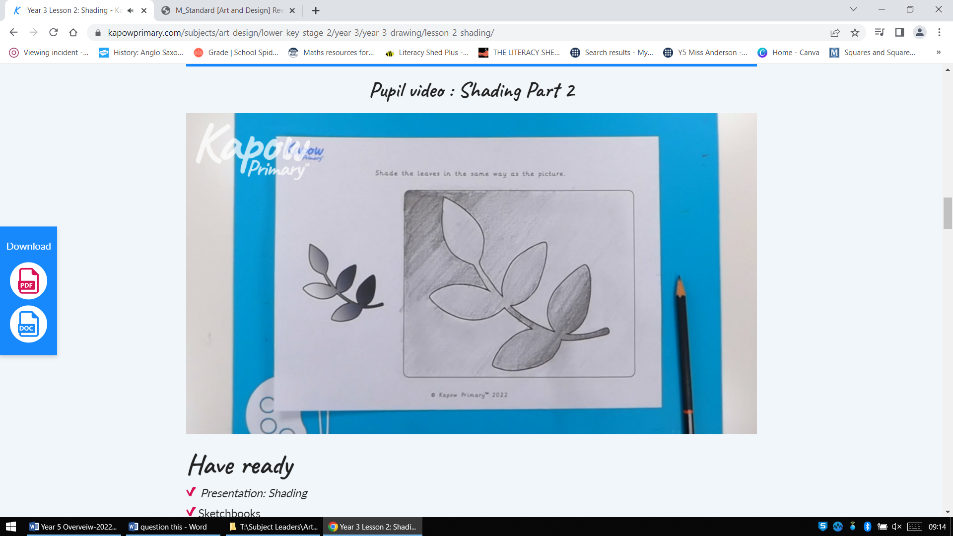 Year 3 Lesson 2: Shading - Ka
M_Standard [Art and Design] Rev
kapowprimary.com/subjects/art-design/lower-key-stage-2/year-3/year-3-drawing/lesson-2-shading/
Viewing incident -...
History: Anglo Saxo...
Grade | School Spid...
Maths resources for...
Literacy Shed Plus -...
THE LITERACY SHE...
Search results - My...
Y5 Miss Anderson -...
Home - Canva
Squares and Square...
Pupil video : Shading Part 2
Kapow
Primary
Kapow
Primary
Shade the leaves in the same way as the picture.
© Kapow Primary™ 2022
Download
PDF
DOC
Have ready
Presentation: Shading
Sketchbooks
Year 5 Overveiw-2022...
question this - Word
T:\Subject Leaders\Art...
Year 3 Lesson 2: Shadi...
09:14